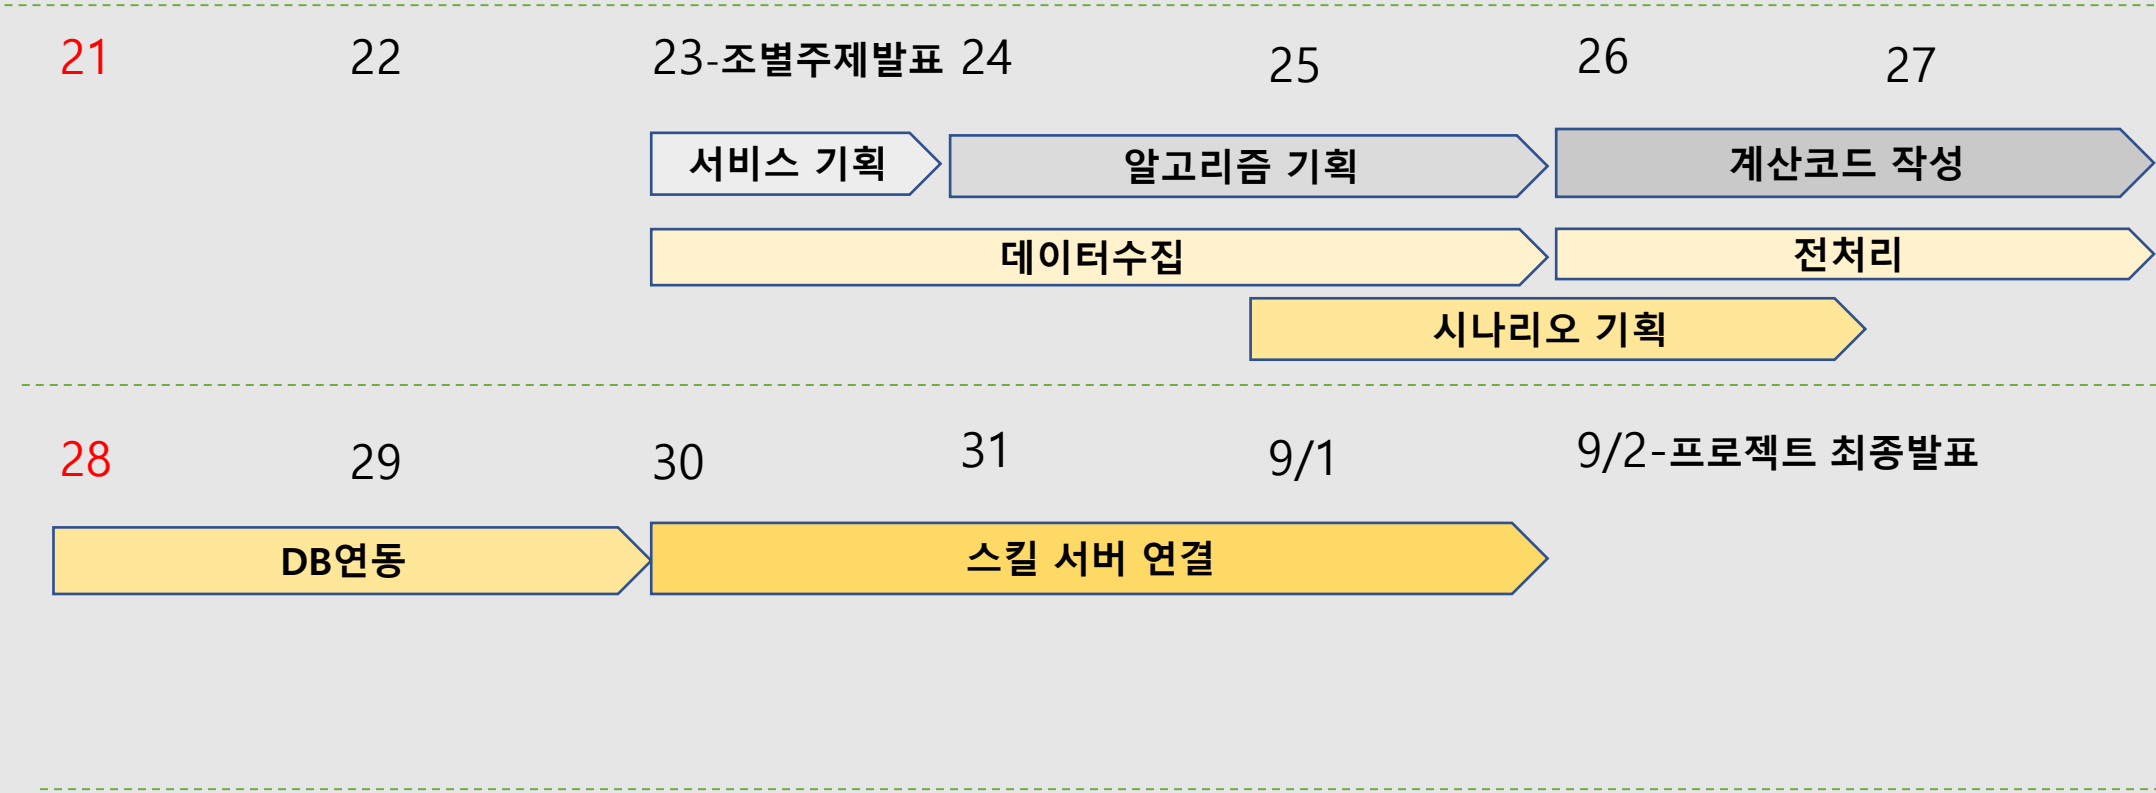 21 22 23-조별주제발표 24 25 26 27
서비스 기획 알고리즘 기획 계산코드 작성
데이터수집 전처리
시나리오 기획
28 29 30 31 9/1 9/2-프로젝트 최종발표
DB연동 스킬 서버 연결